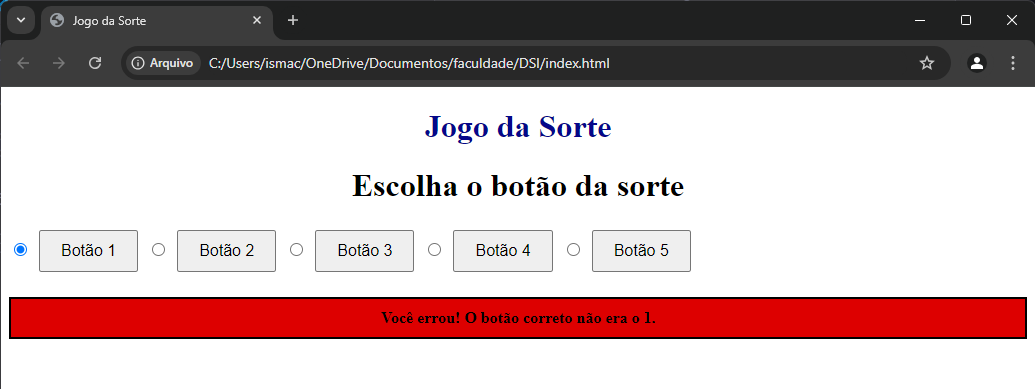 Jogo da Sorte
Arquivo C:/Users/ismac/OneDrive/Documentos/faculdade/DSI/index.html
Jogo da Sorte
Escolha o botão da sorte
Botão 1 Botão 2 Botão 3 Botão 4 Botão 5
Você errou! O botão correto não era o 1.